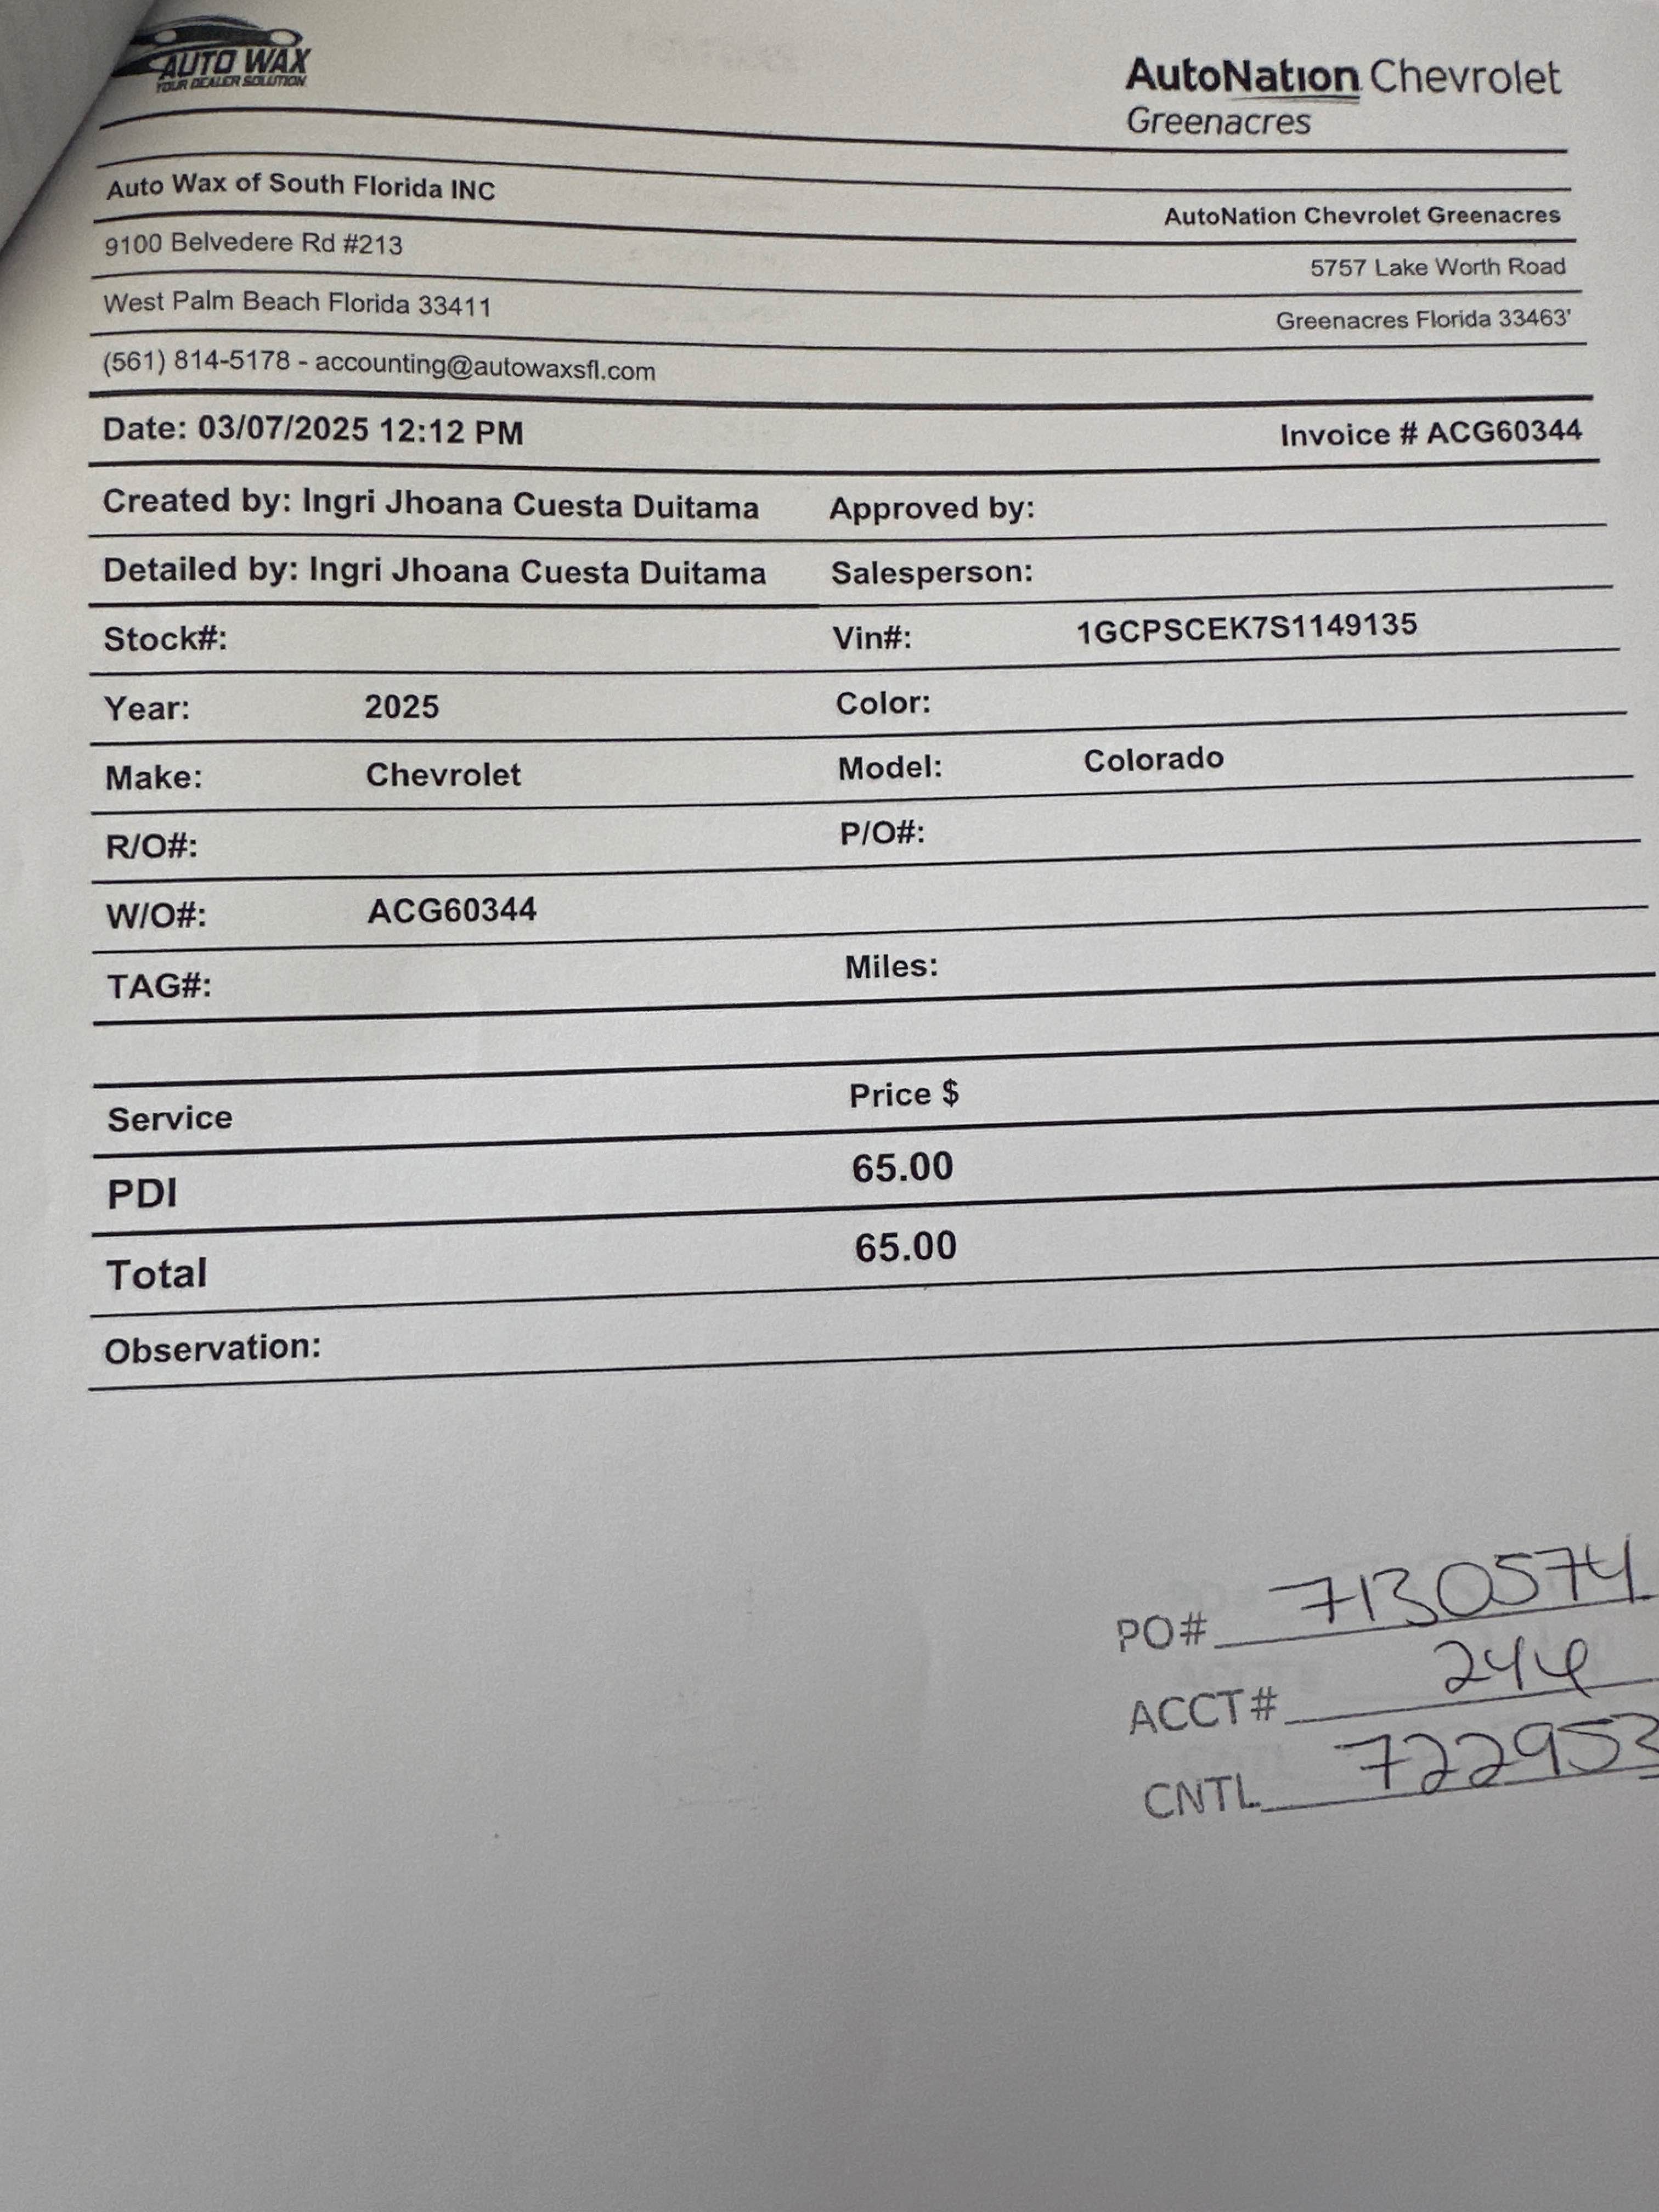 AUTO WAX
YOUR DEALER SOLUTION
AutoNation Chevrolet
Greenacres
Auto Wax of South Florida INC
AutoNation Chevrolet Greenacres
9100 Belvedere Rd #213
5757 Lake Worth Road
West Palm Beach Florida 33411
Greenacres Florida 33463'
(561) 814-5178 - accounting@autowaxsfl.com
Date: 03/07/2025 12:12 PM Invoice # ACG60344
Created by: Ingri Jhoana Cuesta Duitama Approved by:
Detailed by: Ingri Jhoana Cuesta Duitama Salesperson:
Stock#: Vin#: 1GCPSCEK7S1149135
Year: 2025 Color:
Make: Chevrolet Model: Colorado
R/O#: P/O#:
W/O#: ACG60344
TAG#: Miles:
Service Price $
PDI 65.00
Total 65.00
Observation:
PO# 7130574
ACCT# 244
CNTL 722953